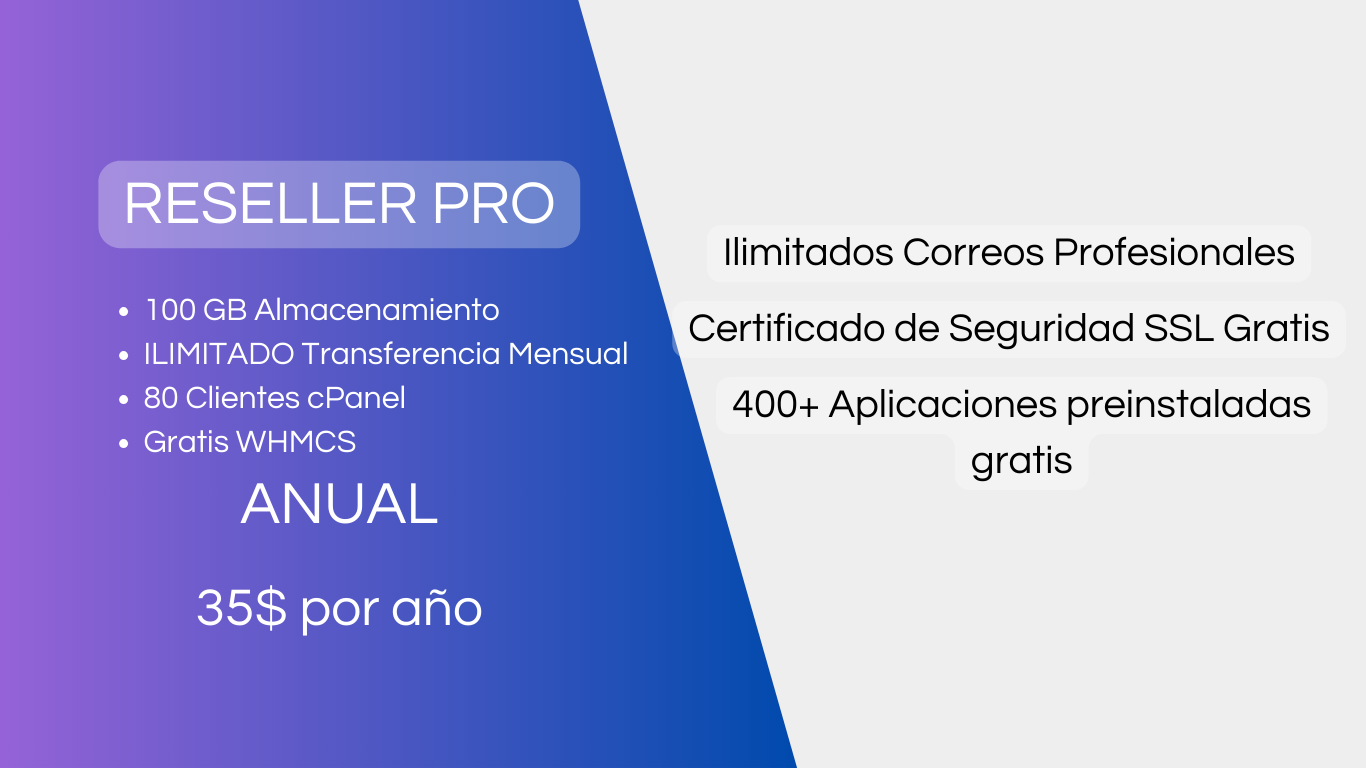 RESELLER PRO
• 100 GB Almacenamiento
• ILIMITADO Transferencia Mensual
• 80 Clientes cPanel
• Gratis WHMCS
ANUAL
35$ por año
Ilimitados Correos Profesionales
Certificado de Seguridad SSL Gratis
400+ Aplicaciones preinstaladas
gratis